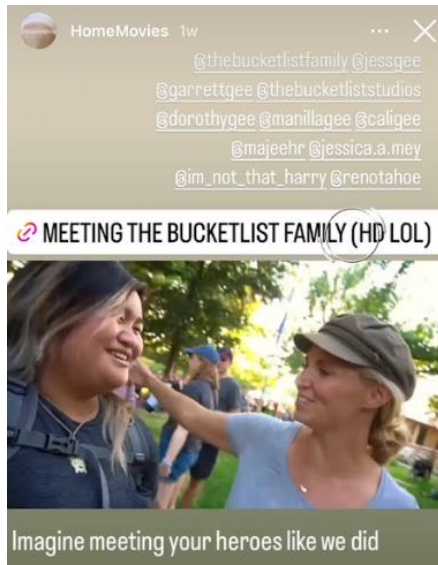 HomeMovies 1w
@thebucketlistfamily @jessgee
@garrettgee @thebucketliststudios
@dorothygee @manillagee @caligee
@majeehr @jessica.a.mey
@im_not_that_harry @renotahoe
MEETING THE BUCKETLIST FAMILY (HD LOL)
Imagine meeting your heroes like we did